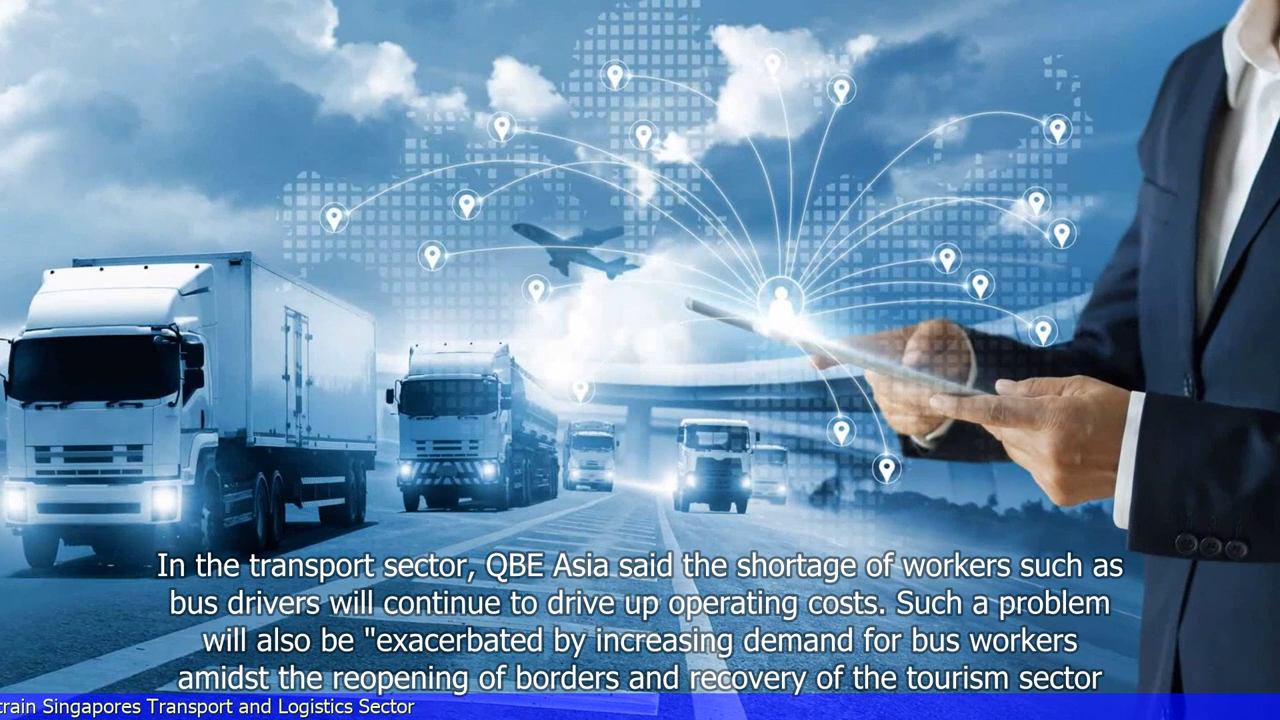 In the transport sector, QBE Asia said the shortage of workers such as
bus drivers will continue to drive up operating costs. Such a problem
will also be "exacerbated by increasing demand for bus workers
amidst the reopening of borders and recovery of the tourism sector
train Singapores Transport and Logistics Sector